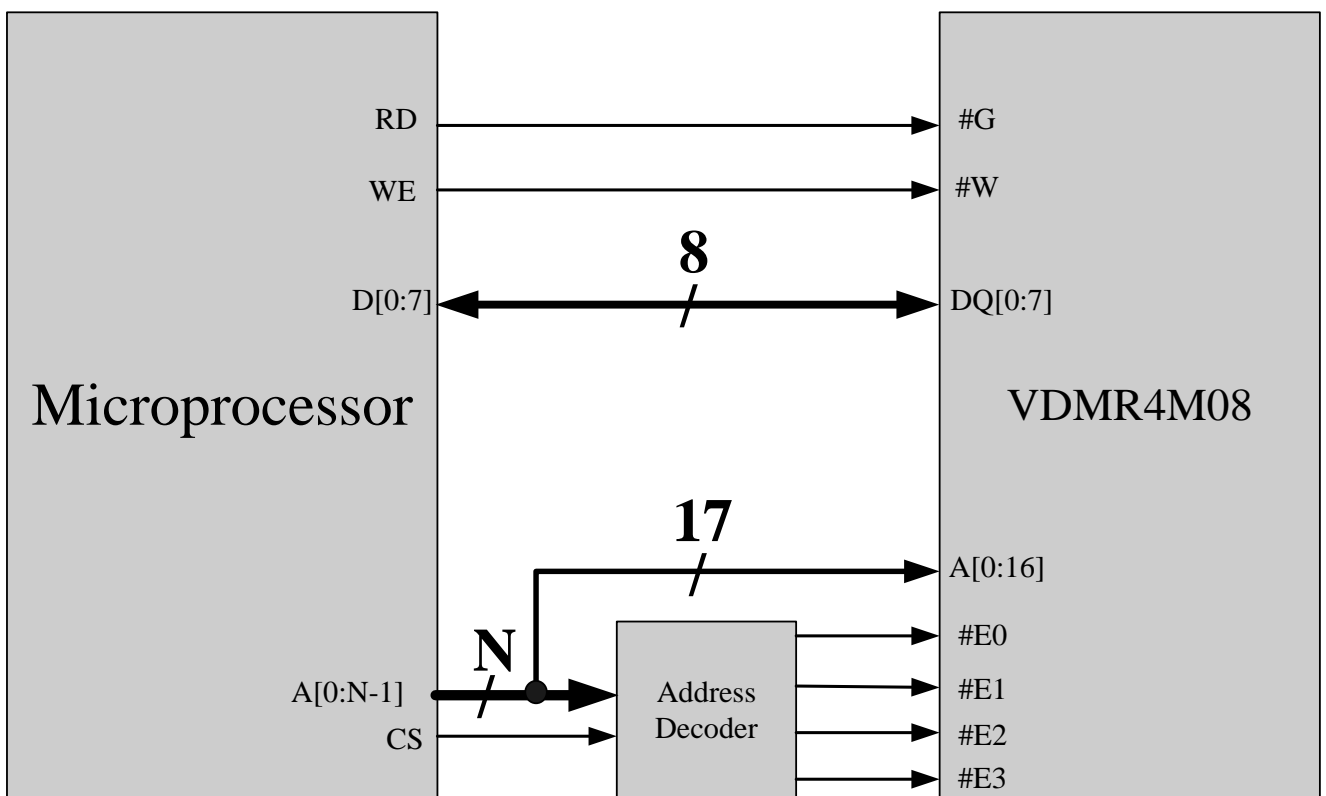 RD
#G
WE
#W
8
D[0:7]
DQ[0:7]
Microprocessor
VDMR4M08
17
A[0:16]
N
#E0
A[0:N-1]
Address
Decoder
#E1
CS
#E2
#E3